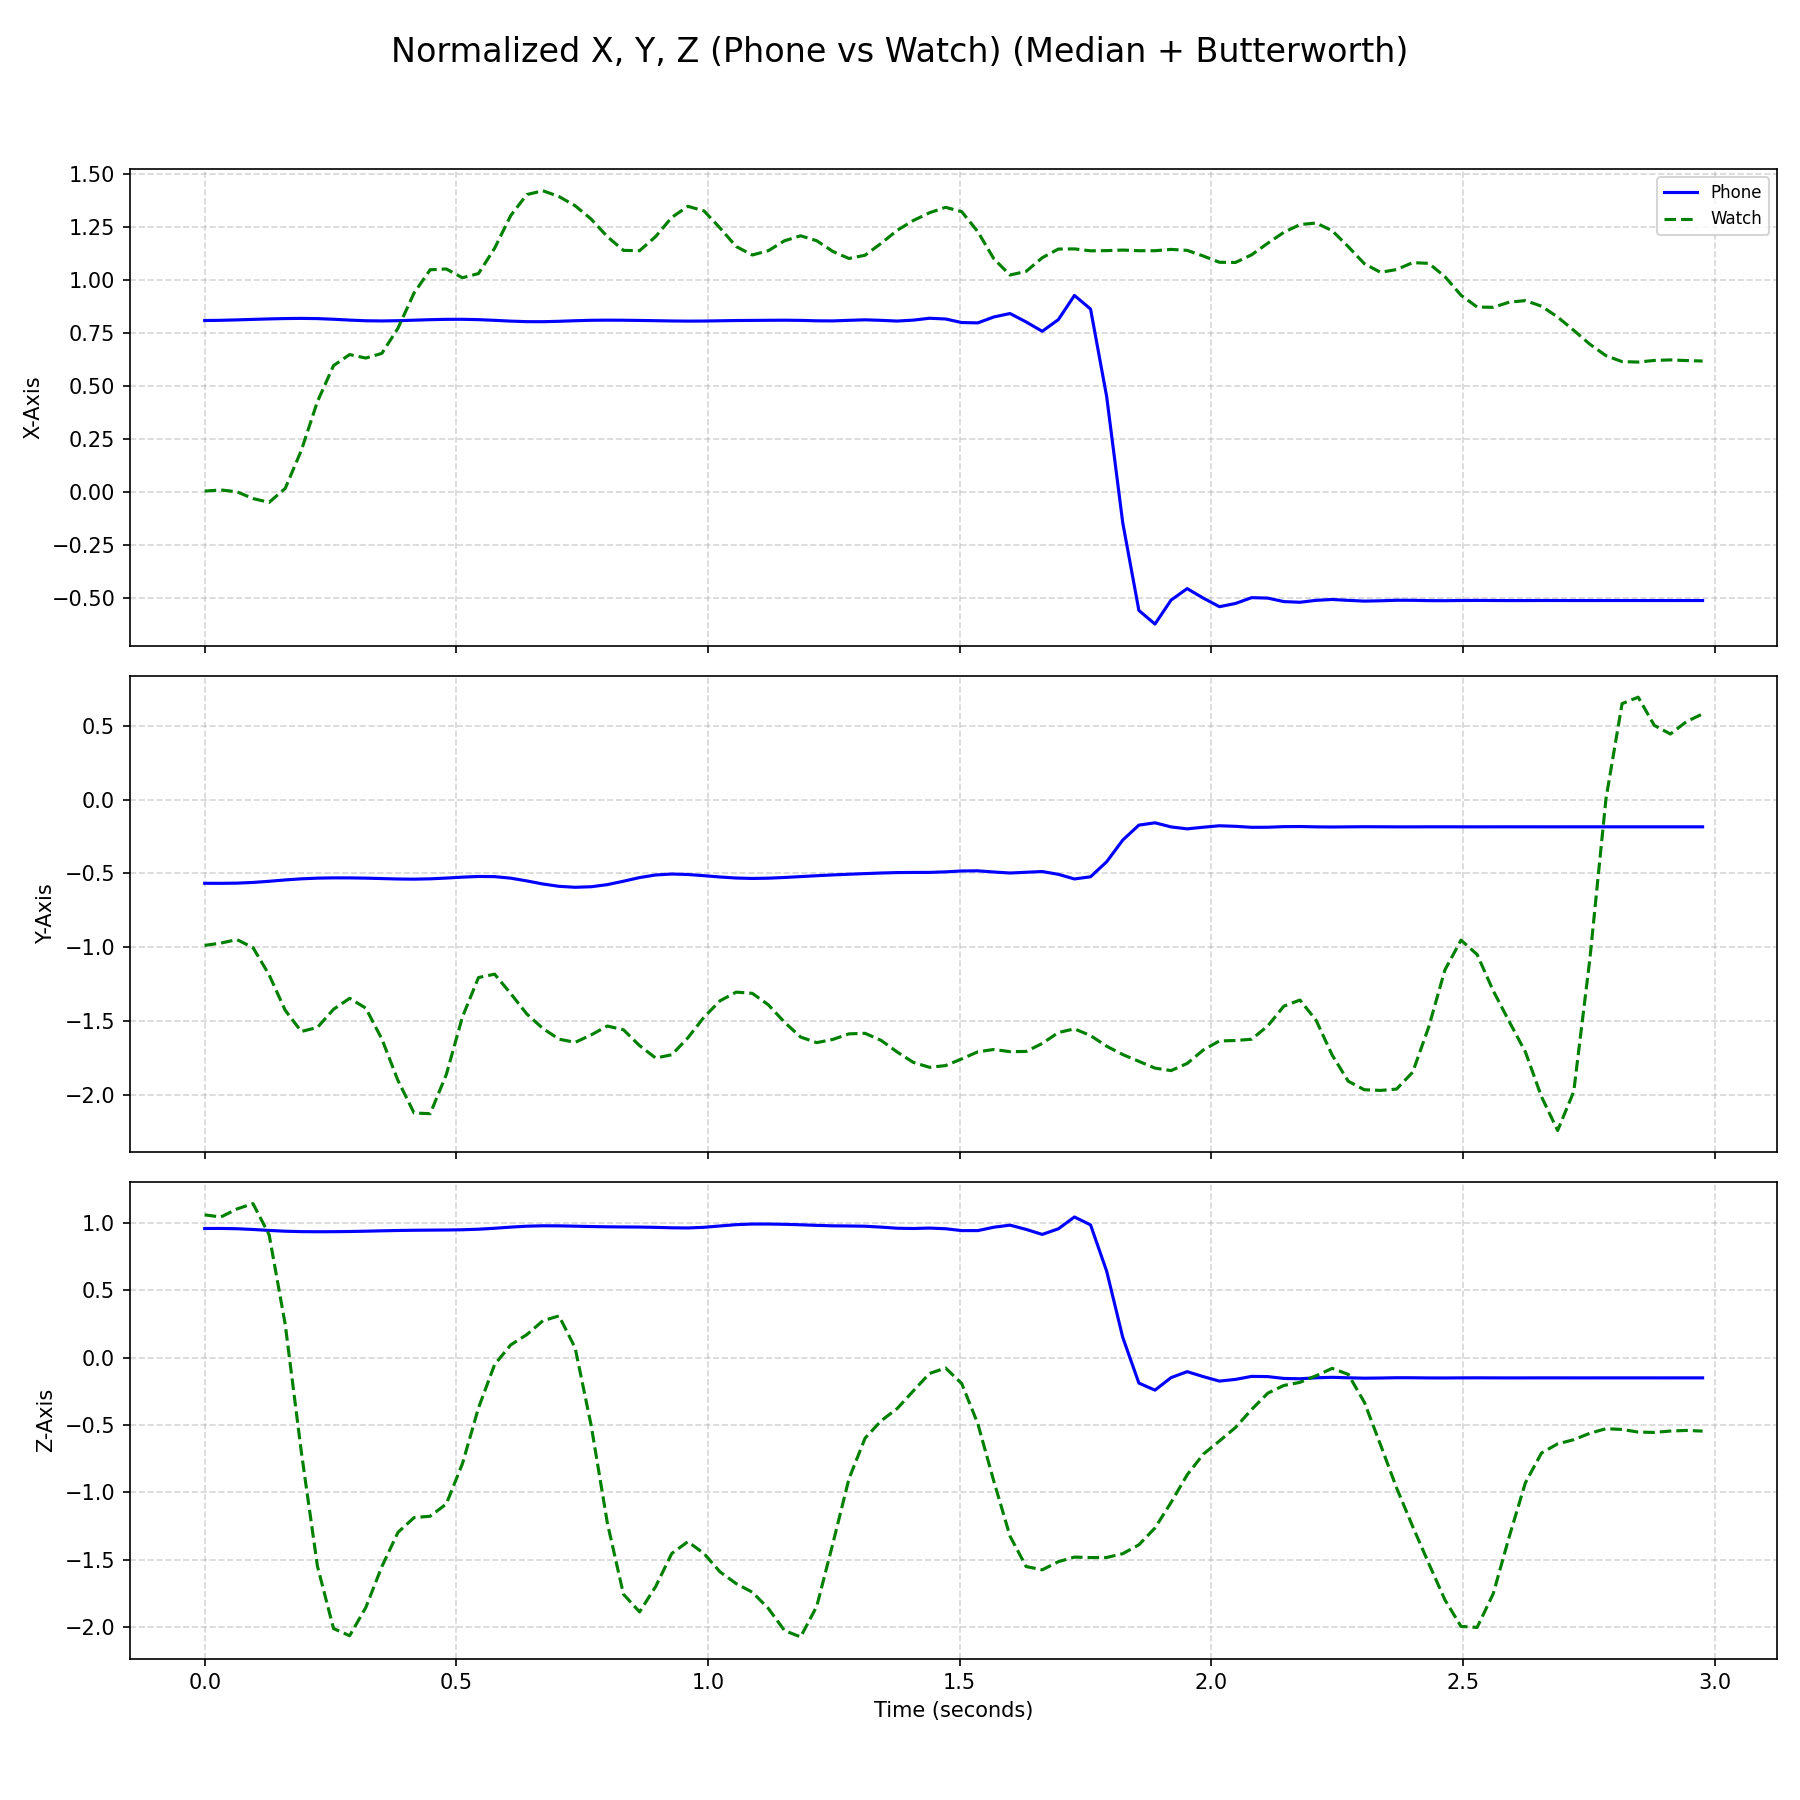 Normalized X, Y, Z (Phone vs Watch) (Median + Butterworth)
Phone
Watch
1.50
1.25
1.00
0.75
0.50
0.25
0.00
−0.25
−0.50
X-Axis
0.5
0.0
−0.5
−1.0
−1.5
−2.0
Y-Axis
1.0
0.5
0.0
−0.5
−1.0
−1.5
−2.0
Z-Axis
0.0 0.5 1.0 1.5 2.0 2.5 3.0
Time (seconds)